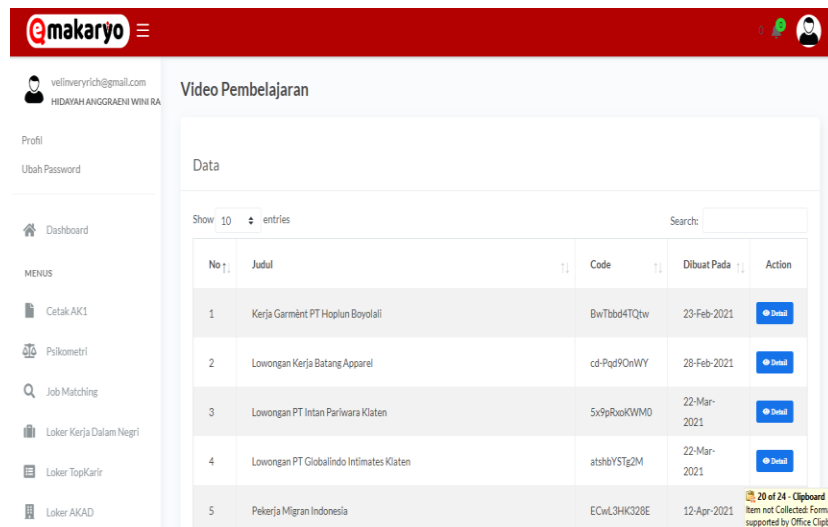 emakaryo
0
velinveryrich@gmail.com
HIDAYAH ANGGRAENI WINI RA
Profil
Ubah Password
Dashboard
MENUS
Cetak AK1
Psikometri
Job Matching
Loker Kerja Dalam Negri
Loker TopKarir
Loker AKAD
Video Pembelajaran
Data
Show 10 entries
Search:
No Judul Code Dibuat Pada Action
1 Kerja Garmènt PT Hoplun Boyolali BwTbbd4TQtw 23-Feb-2021 Detail
2 Lowongan Kerja Batang Apparel cd-Pqd9OnWY 28-Feb-2021 Detail
3 Lowongan PT Intan Pariwara Klaten 5x9pRxoKWM0 22-Mar-
2021 Detail
4 Lowongan PT Globalindo Intimates Klaten atshbYSTg2M 22-Mar-
2021 Detail
5 Pekerja Migran Indonesia ECwL3HK328E 12-Apr-2021
20 of 24 - Clipboard
Item not Collected: Form
supported by Office Clip